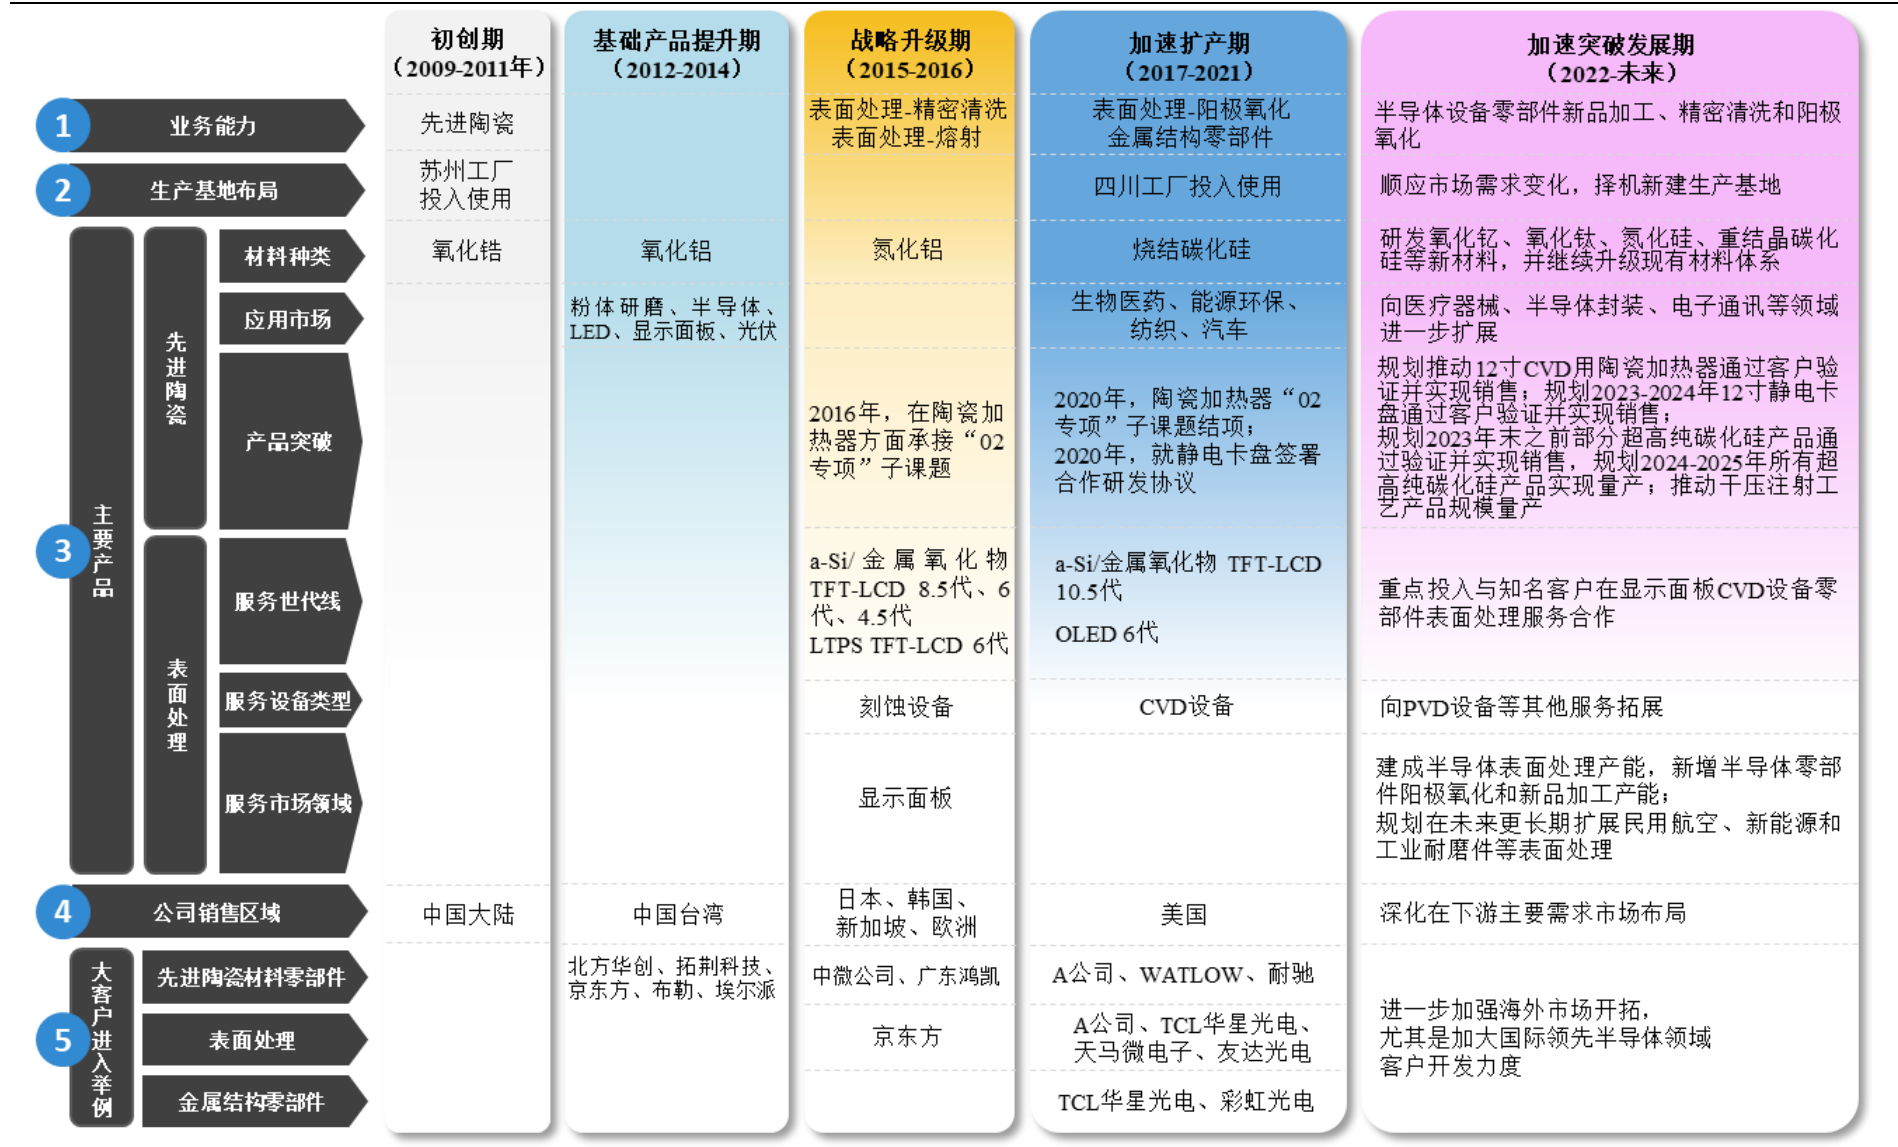 初创期
（2009-2011年）
基础产品提升期
（2012-2014）
战略升级期
（2015-2016）
加速扩产期
（2017-2021）
加速突破发展期
（2022-未来）
1
业务能力
先进陶瓷
表面处理-精密清洗
表面处理-熔射
表面处理-阳极氧化
金属结构零部件
半导体设备零部件新品加工、精密清洗和阳极
氧化
2
生产基地布局
苏州工厂
投入使用
四川工厂投入使用
顺应市场需求变化，择机新建生产基地
3
主要产品
先进陶瓷
材料种类
氧化锆
氧化铝
氮化铝
烧结碳化硅
研发氧化钇、氧化钛、氮化硅、重结晶碳化
硅等新材料，并继续升级现有材料体系
应用市场
粉体研磨、半导体、
LED、显示面板、光伏
生物医药、能源环保、
纺织、汽车
向医疗器械、半导体封装、电子通讯等领域
进一步扩展
产品突破
2016年，在陶瓷加
热器方面承接“02
专项”子课题
2020年，陶瓷加热器“02
专项”子课题结项；
2020年，就静电卡盘签署
合作研发协议
规划推动12寸CVD用陶瓷加热器通过客户验
证并实现销售；规划2023-2024年12寸静电卡
盘通过客户验证并实现销售；
规划2023年末之前部分超高纯碳化硅产品通
过验证并实现销售，规划2024-2025年所有超
高纯碳化硅产品实现量产；推动干压注射工
艺产品规模量产
表面处理
服务世代线
a-Si/金属氧化物
TFT-LCD 8.5代、6
代、4.5代
LTPS TFT-LCD 6代
a-Si/金属氧化物 TFT-LCD
10.5代
OLED 6代
重点投入与知名客户在显示面板CVD设备零
部件表面处理服务合作
服务设备类型
刻蚀设备
CVD设备
向PVD设备等其他服务拓展
服务市场领域
显示面板
建成半导体表面处理产能，新增半导体零部
件阳极氧化和新品加工产能；
规划在未来更长期扩展民用航空、新能源和
工业耐磨件等表面处理
4
公司销售区域
中国大陆
中国台湾
日本、韩国、
新加坡、欧洲
美国
深化在下游主要需求市场布局
5
大客户进入举例
先进陶瓷材料零部件
北方华创、拓荆科技、
京东方、布勒、埃尔派
中微公司、广东鸿凯
A公司、WATLOW、耐驰
进一步加强海外市场开拓，
尤其是加大国际领先半导体领域
客户开发力度
表面处理
京东方
A公司、TCL华星光电、
天马微电子、友达光电
金属结构零部件
TCL华星光电、彩虹光电